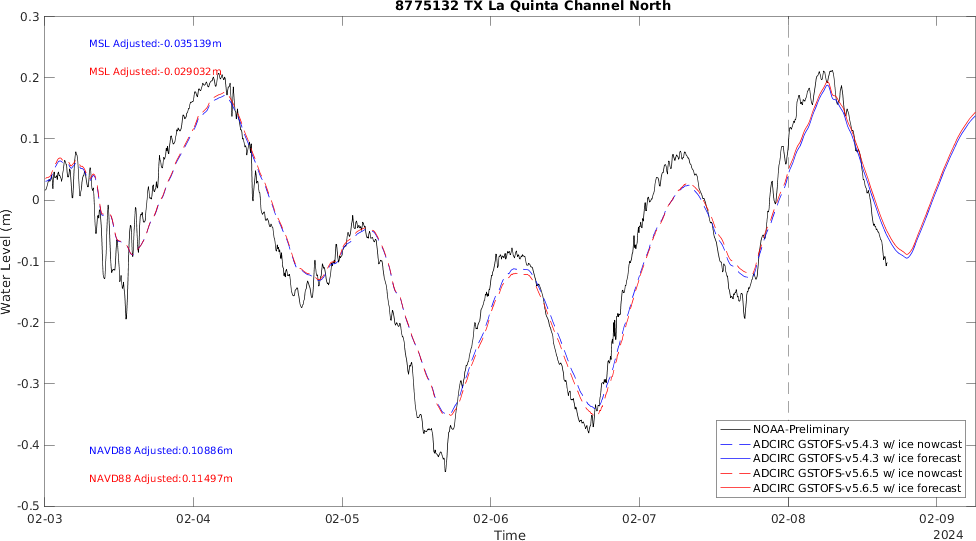 8775132 TX La Quinta Channel North
0.3
0.2
0.1
0
-0.1
-0.2
-0.3
-0.4
-0.5
Water Level (m)
MSL Adjusted:-0.035139m
MSL Adjusted:-0.029032m
NAVD88 Adjusted:0.10886m
NAVD88 Adjusted:0.11497m
NOAA-Preliminary
ADCIRC GSTOFS-v5.4.3 w/ ice nowcast
ADCIRC GSTOFS-v5.4.3 w/ ice forecast
ADCIRC GSTOFS-v5.6.5 w/ ice nowcast
ADCIRC GSTOFS-v5.6.5 w/ ice forecast
02-03 02-04 02-05 02-06 02-07 02-08 02-09
Time
2024